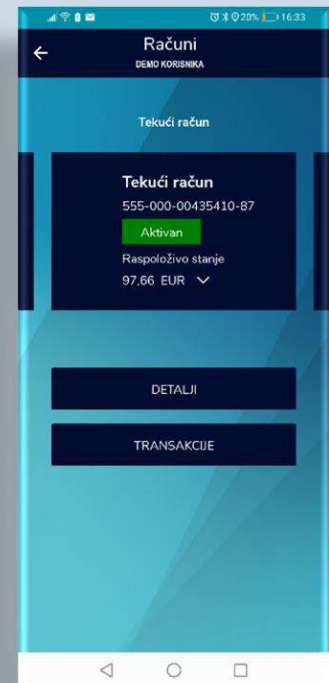 20% 16:33
Računi
DEMO KORISNIKA
Tekući račun
Tekući račun
555-000-00435410-87
Aktivan
Raspoloživo stanje
97,66 EUR
DETALJI
TRANSAKCIJE